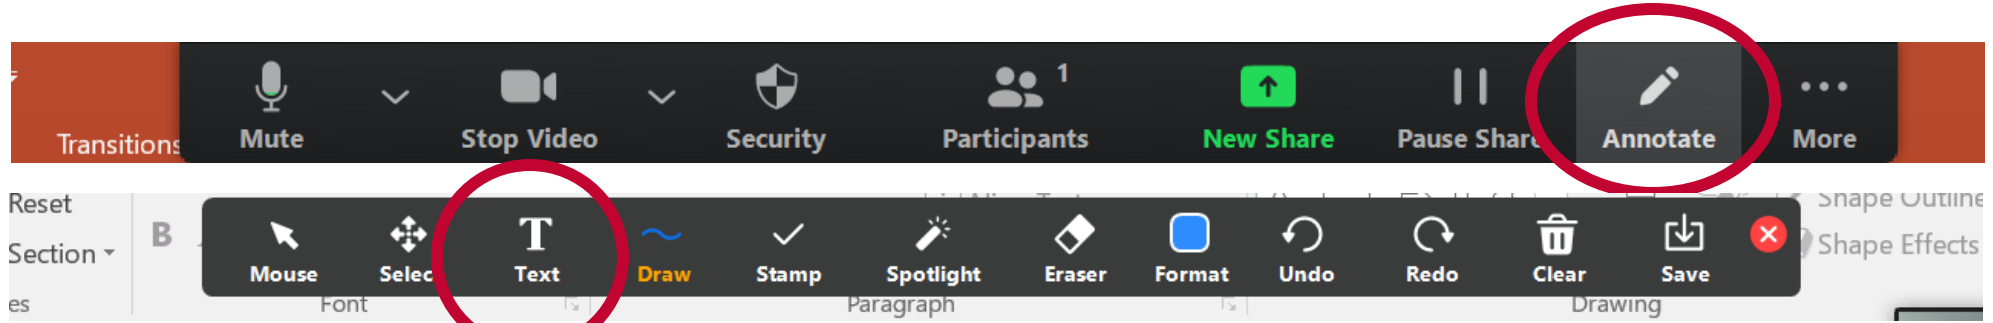 1
Transitions Mute Stop Video Security Participants New Share Pause Share Annotate More
Reset Shape Outline
B
Section Shape Effects
Mouse Select T Text Draw Stamp Spotlight Eraser Format Undo Redo Clear Save
es Font Paragraph Drawing